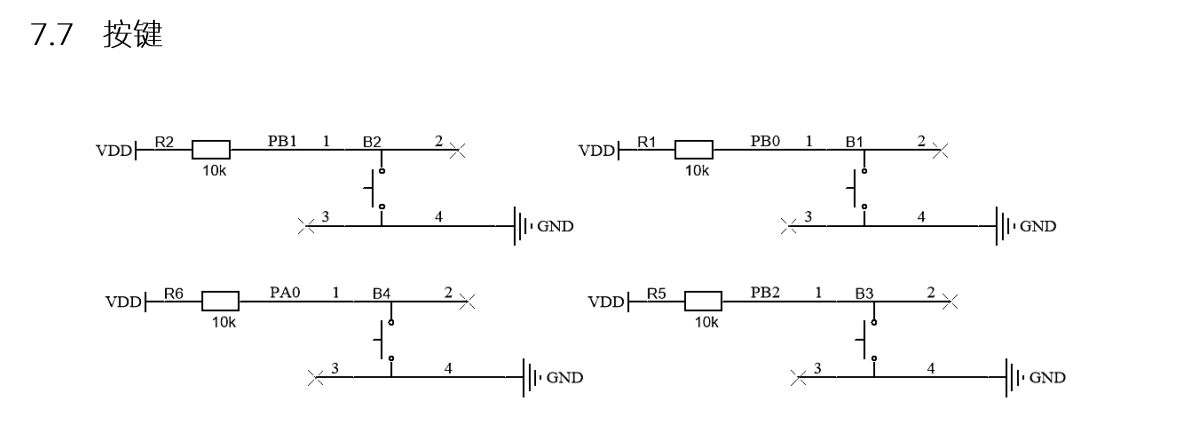 7.7 按键
VDD R2 10k PB1 1 B2 2
3 4 GND
VDD R1 10k PB0 1 B1 2
3 4 GND
VDD R6 10k PA0 1 B4 2
3 4 GND
VDD R5 10k PB2 1 B3 2
3 4 GND